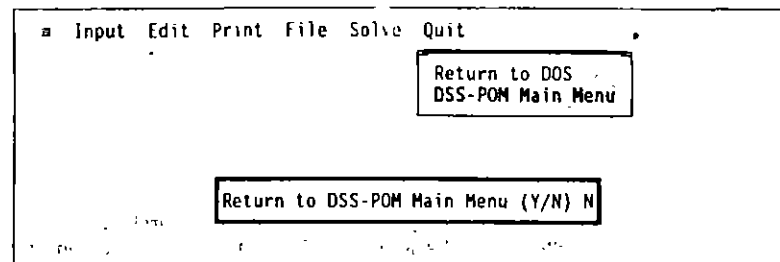 ≡ Input Edit Print File Solve Quit
Return to DOS
DSS-POM Main Menu
Return to DSS-POM Main Menu (Y/N) N